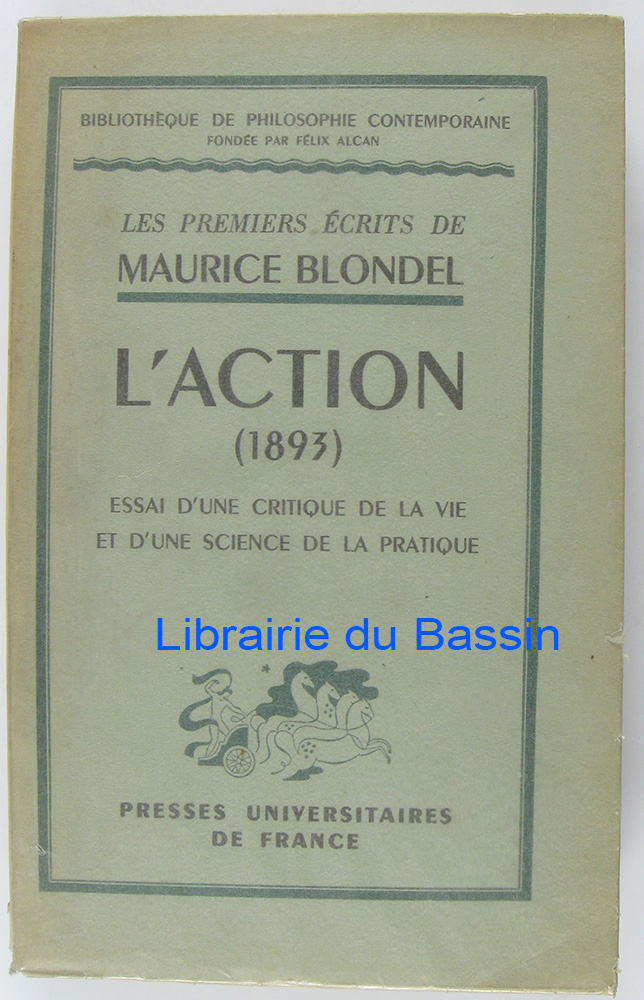 BIBLIOTHÈQUE DE PHILOSOPHIE CONTEMPORAINE
FONDÉE PAR FÉLIX ALCAN
LES PREMIERS ÉCRITS DE
MAURICE BLONDEL
L'ACTION
(1893)
ESSAI D'UNE CRITIQUE DE LA VIE
ET D'UNE SCIENCE DE LA PRATIQUE
Librairie du Bassin
PRESSES UNIVERSITAIRES
DE FRANCE